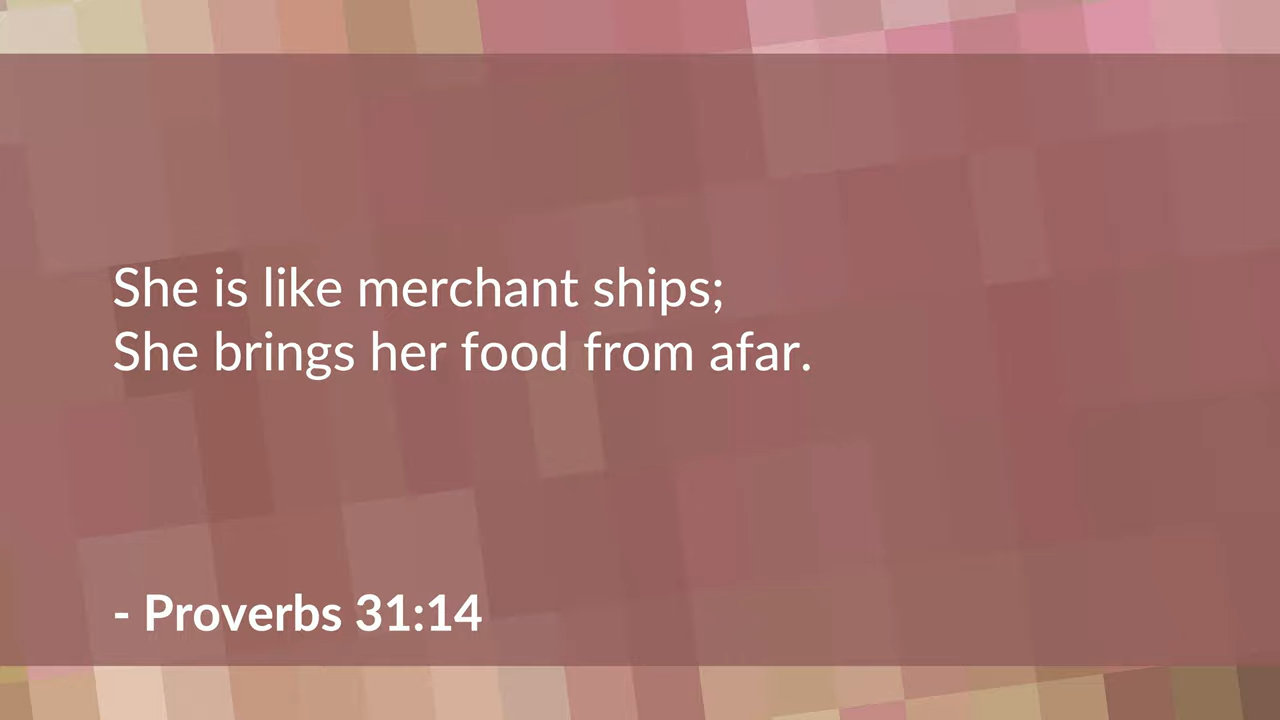 She is like merchant ships;
She brings her food from afar.
- Proverbs 31:14